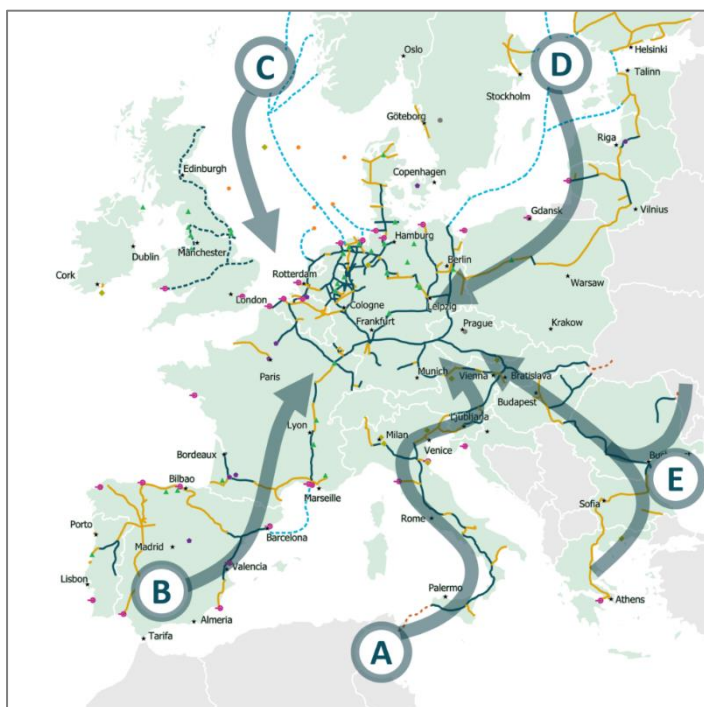 Oslo
Helsinki
C
D
Talinn
Stockholm
Göteborg
Riga
Edinburgh
Copenhagen
Vilnius
Gdansk
Dublin
Manchester
Hamburg
Berlin
Cork
Rotterdam
Warsaw
London
Cologne
Leipzig
Frankfurt
Prague
Krakow
Paris
Munich
Vienna
Bratislava
Budapest
Lyon
Ljubljana
Milan
Venice
Bordeaux
Bilbao
Marseille
E
Sofia
Porto
Rome
Barcelona
Madrid
Valencia
Lisbon
B
Palermo
Athens
Almeria
Tarifa
A